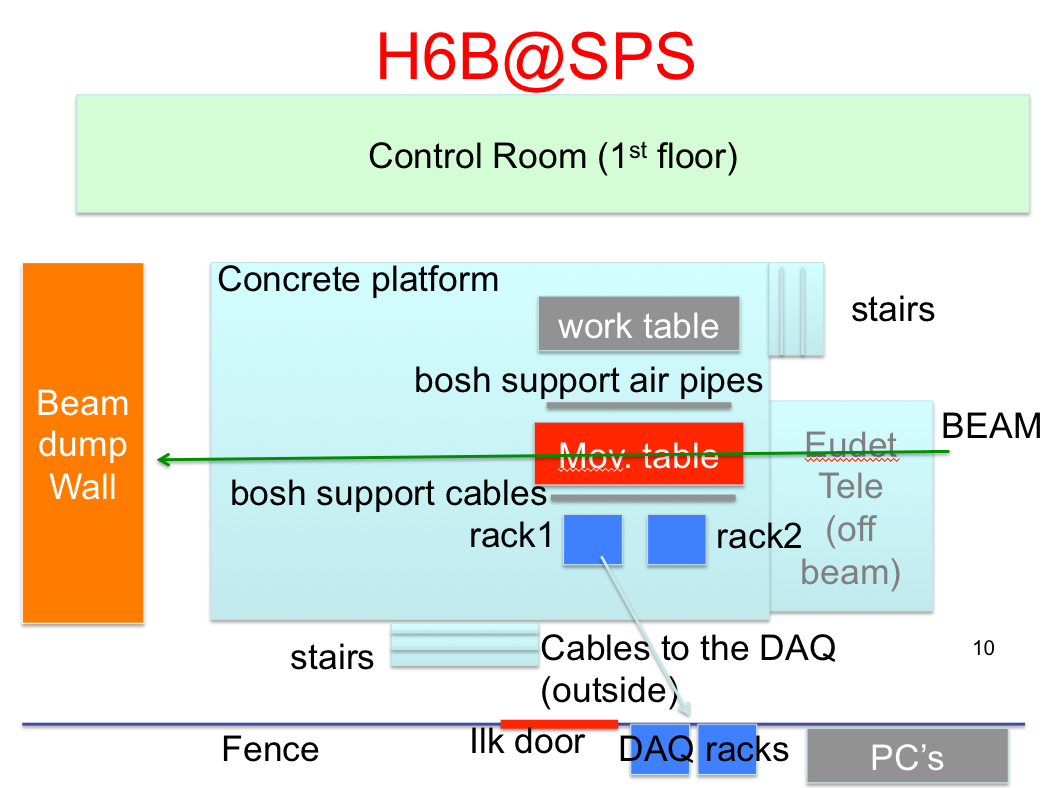 H6B@SPS
Control Room (1st floor)
Concrete platform
work table
stairs
bosh support air pipes
Beam
dump
Wall
BEAM
Mov. table
Eudet
Tele
(off
beam)
bosh support cables
rack1
rack2
stairs
Cables to the DAQ
(outside)
10
Fence
Ilk door
DAQ racks
PC’s